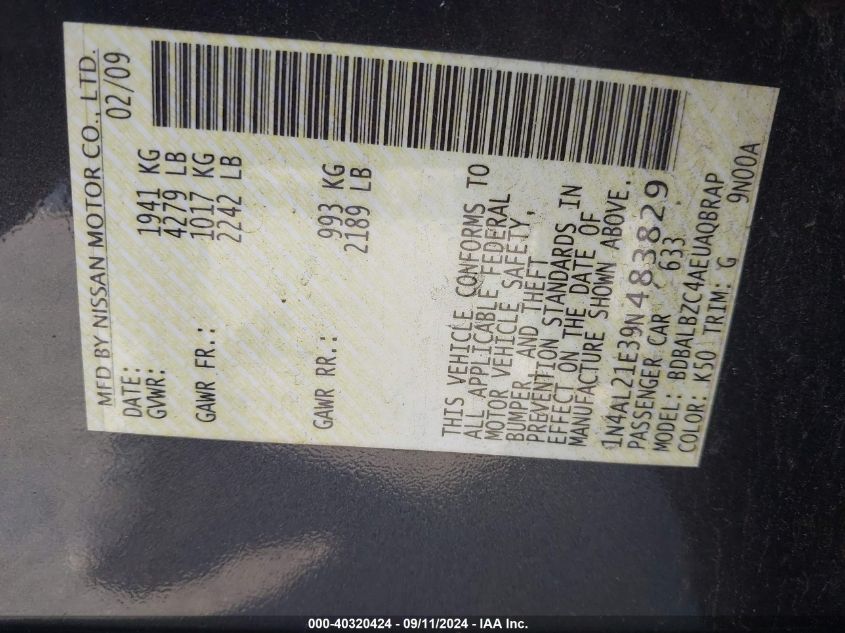 MFD BY NISSAN MOTOR CO., LTD.
DATE: 02/09
GVWR: 1941 KG
4279 LB
GAWR FR.: 1017 KG
2242 LB
GAWR RR.: 993 KG
2189 LB
THIS VEHICLE CONFORMS TO
ALL APPLICABLE FEDERAL
MOTOR VEHICLE SAFETY,
BUMPER, AND THEFT
PREVENTION STANDARDS IN
EFFECT ON THE DATE OF
MANUFACTURE SHOWN ABOVE.
1N4AL21E39N483829
PASSENGER CAR 633
MODEL: BDBALBZC4AEUAQBRAP
COLOR: K50 TRIM: G 9N00A
000-40320424 - 09/11/2024 - IAA Inc.